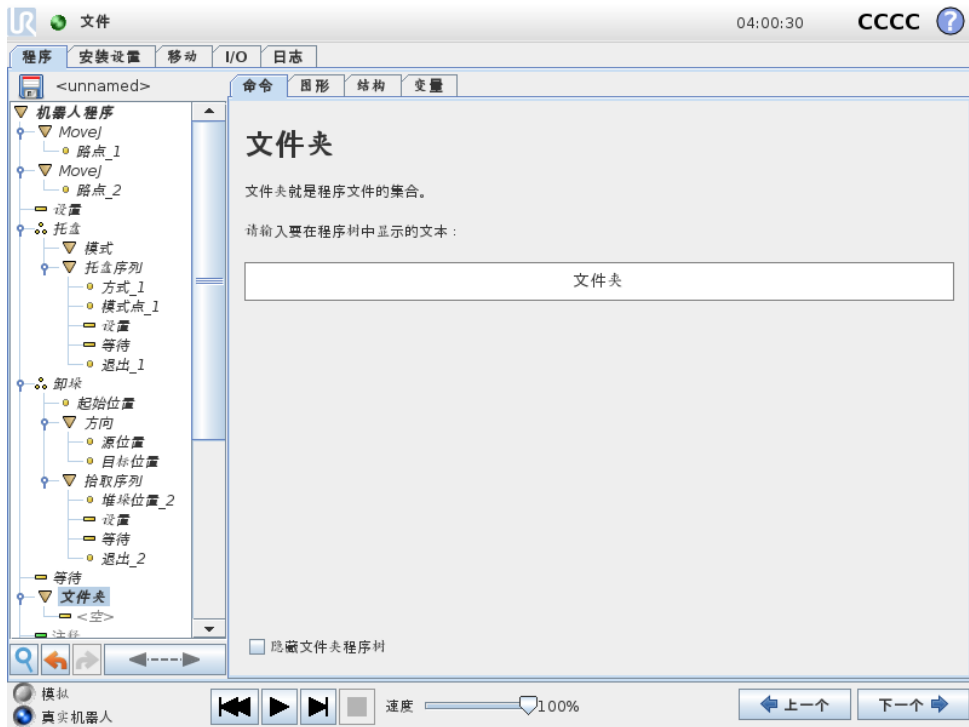 UR 文件 04:00:30 CCCC ?
程序 安装设置 移动 I/O 日志
<unnamed>
命令 图形 结构 变量
机器人程序
MoveJ
路点_1
MoveJ
路点_2
设置
托盘
模式
托盘序列
方式_1
模式点_1
设置
等待
退出_1
卸垛
起始位置
方向
源位置
目标位置
拾取序列
堆垛位置_2
设置
等待
退出_2
等待
文件夹
<空>
注释
文件夹
文件夹就是程序文件的集合。
请输入要在程序树中显示的文本：
文件夹
隐藏文件夹程序树
模拟
真实机器人
速度 100%
上一个 下一个